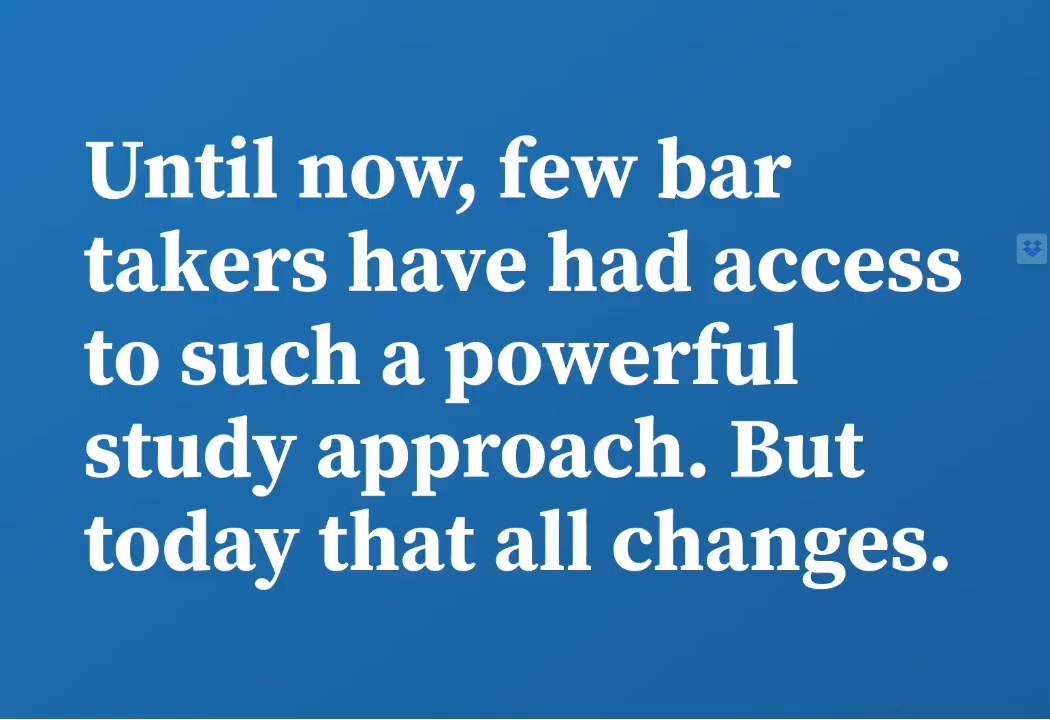 Until now, few bar
takers have had access
to such a powerful
study approach. But
today that all changes.